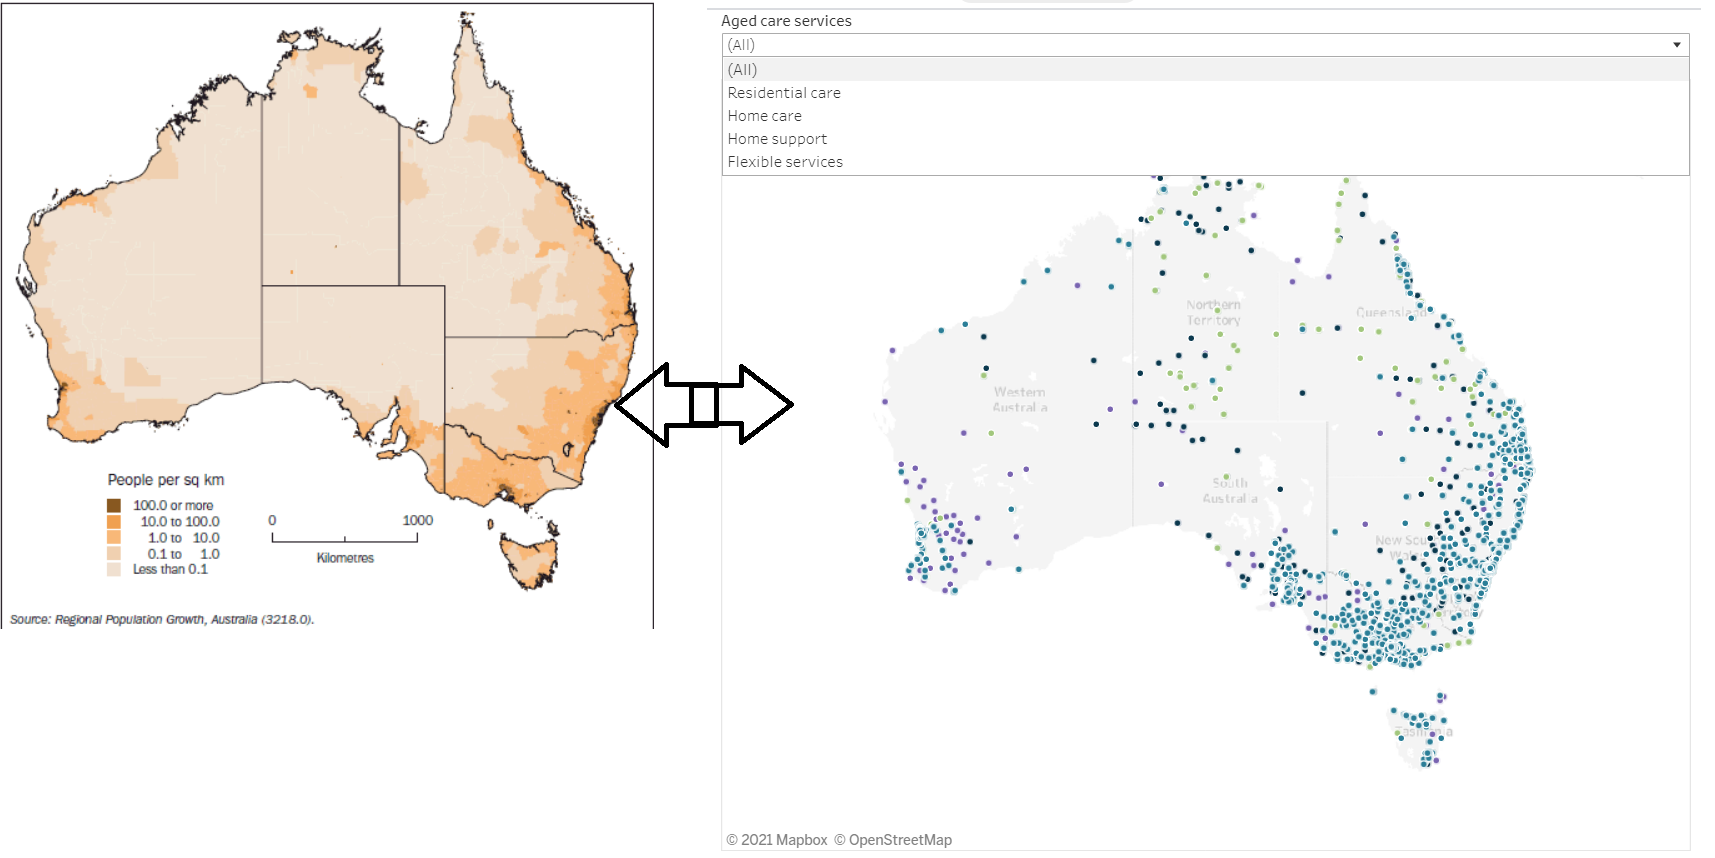 People per sq km
100.0 or more
10.0 to 100.0
1.0 to 10.0
0.1 to 1.0
Less than 0.1
0 1000
Kilometres
Source: Regional Population Growth, Australia (3218.0).
Aged care services
(All)
(All)
Residential care
Home care
Home support
Flexible services
Northern
Territory
Queensland
Western
Australia
South
Australia
New Sou
Wales
Tasmania
© 2021 Mapbox © OpenStreetMap